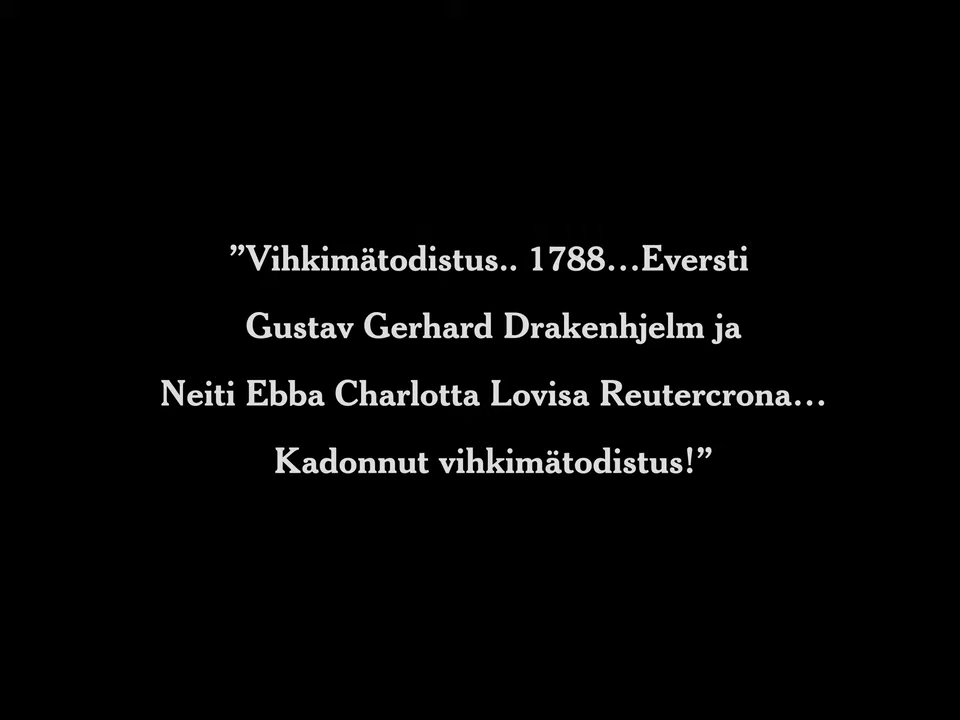 ”Vihkimätodistus.. 1788...Eversti
Gustav Gerhard Drakenhjelm ja
Neiti Ebba Charlotta Lovisa Reutercrona...
Kadonnut vihkimätodistus!”